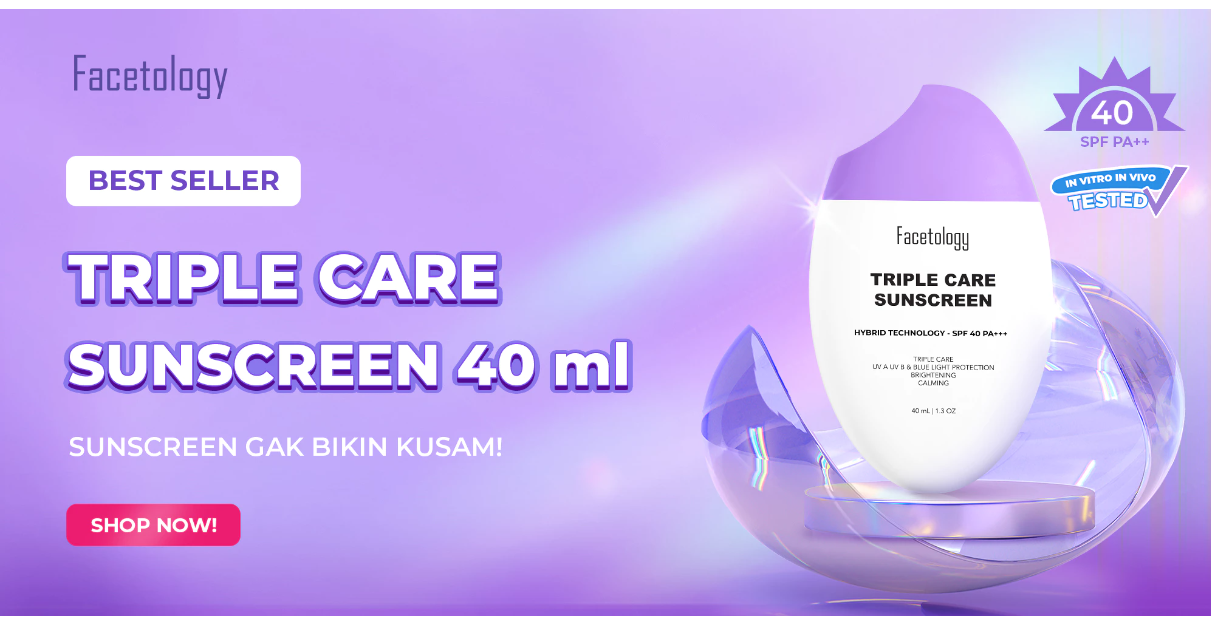 Facetology
BEST SELLER
TRIPLE CARE
SUNSCREEN 40 ml
SUNSCREEN GAK BIKIN KUSAM!
SHOP NOW!
Facetology
TRIPLE CARE
SUNSCREEN
HYBRID TECHNOLOGY - SPF 40 PA+++
TRIPLE CARE
UV A UV B & BLUE LIGHT PROTECTION
BRIGHTENING
CALMING
40 mL | 1.3 OZ
40
SPF PA++
IN VITRO IN VIVO
TESTED